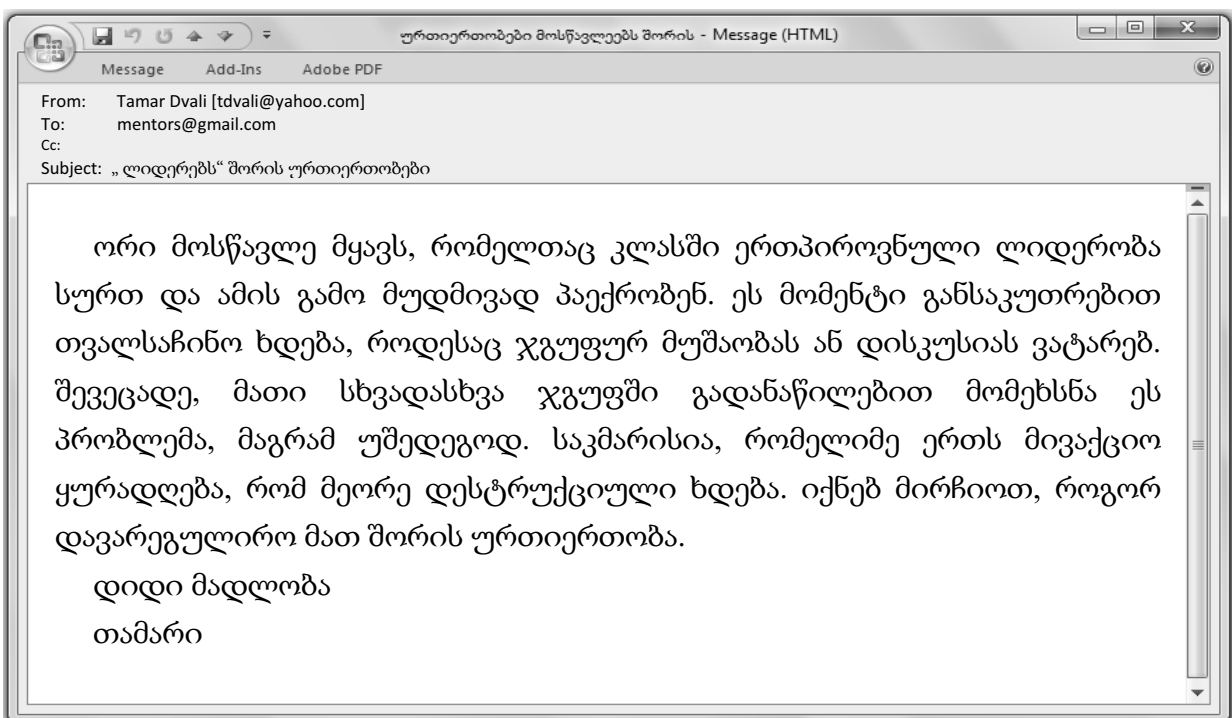 ურთიერთობები მოსწავლეებს შორის - Message (HTML)
Message Add-Ins Adobe PDF
From: Tamar Dvali [tdvali@yahoo.com]
To: mentors@gmail.com
Cc:
Subject: „ ლიდერებს“ შორის ურთიერთობები
ორი მოსწავლე მყავს, რომელთაც კლასში ერთპიროვნული ლიდერობა
სურთ და ამის გამო მუდმივად პაექრობენ. ეს მომენტი განსაკუთრებით
თვალსაჩინო ხდება, როდესაც ჯგუფურ მუშაობას ან დისკუსიას ვატარებ.
შევეცადე, მათი სხვადასხვა ჯგუფში გადანაწილებით მომეხსნა ეს
პრობლემა, მაგრამ უშედეგოდ. საკმარისია, რომელიმე ერთს მივაქციო
ყურადღება, რომ მეორე დესტრუქციული ხდება. იქნებ მირჩიოთ, როგორ
დავარეგულირო მათ შორის ურთიერთობა.
დიდი მადლობა
თამარი